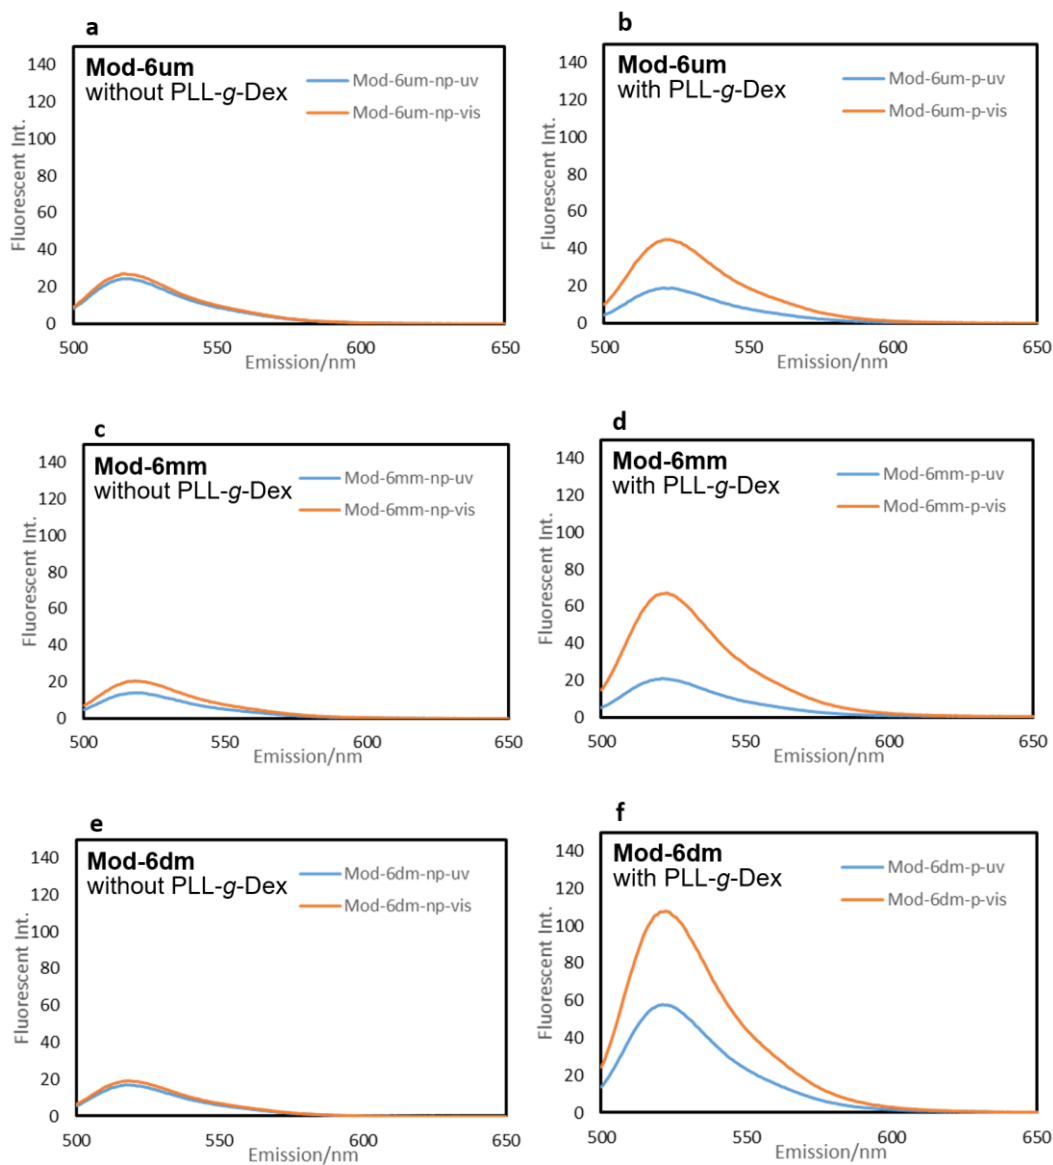 a
Mod-6um
without PLL-g-Dex
Mod-6um-np-uv
Mod-6um-np-vis
Fluorescent Int.
140
120
100
80
60
40
20
0
500
550
600
650
Emission/nm
b
Mod-6um
with PLL-g-Dex
Mod-6um-p-uv
Mod-6um-p-vis
Fluorescent Int.
140
120
100
80
60
40
20
0
500
550
600
650
Emission/nm
c
Mod-6mm
without PLL-g-Dex
Mod-6mm-np-uv
Mod-6mm-np-vis
Fluorescent Int.
140
120
100
80
60
40
20
0
500
550
600
650
Emission/nm
d
Mod-6mm
with PLL-g-Dex
Mod-6mm-p-uv
Mod-6mm-p-vis
Fluorescent Int.
140
120
100
80
60
40
20
0
500
550
600
650
Emission/nm
e
Mod-6dm
without PLL-g-Dex
Mod-6dm-np-uv
Mod-6dm-np-vis
Fluorescent Int.
140
120
100
80
60
40
20
0
500
550
600
650
Emission/nm
f
Mod-6dm
with PLL-g-Dex
Mod-6dm-p-uv
Mod-6dm-p-vis
Fluorescent Int.
140
120
100
80
60
40
20
0
500
550
600
650
Emission/nm